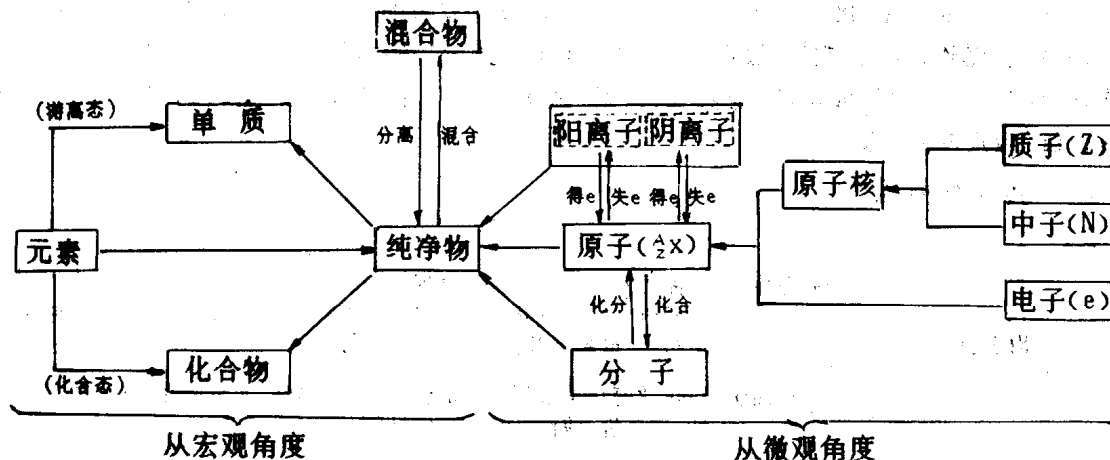 混合物
(游离态)
单 质
分离 混合
阳离子 阴离子
质子(Z)
原子核
得e 失e 得e 失e
中子(N)
元素
纯净物
原子(ᴬ₂X)
化分 化合
电子(e)
(化合态)
化合物
分 子
从宏观角度
从微观角度